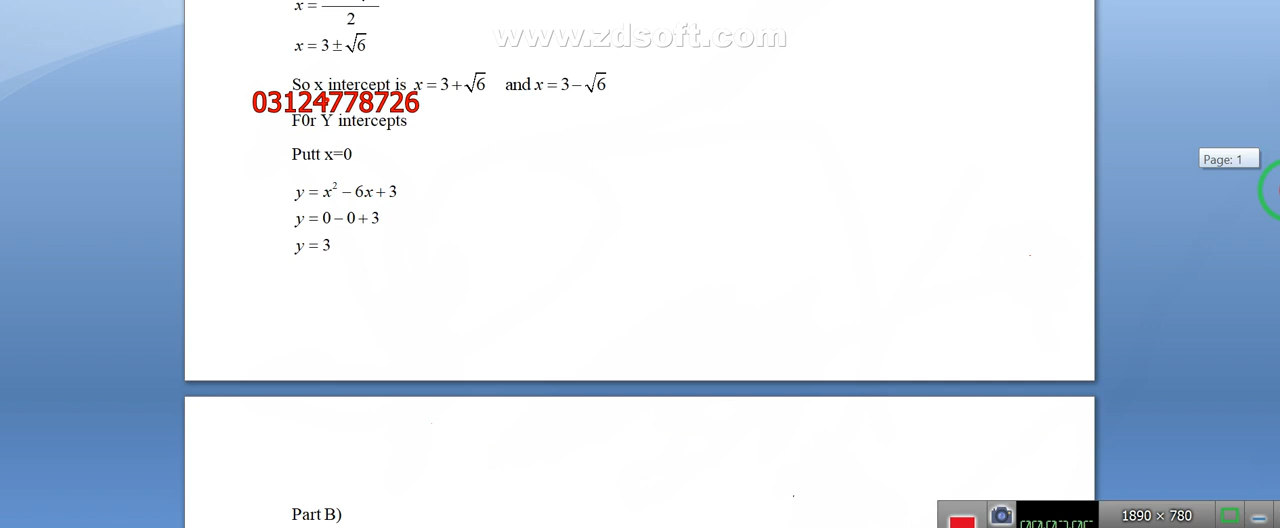 x =
2
x = 3 ± √6
www.zdsoft.com
So x intercept is x = 3 + √6 and x = 3 − √6
03124778726
F0r Y intercepts
Putt x=0
Page: 1
y = x² − 6x + 3
y = 0 − 0 + 3
y = 3
Part B)
1890 × 780